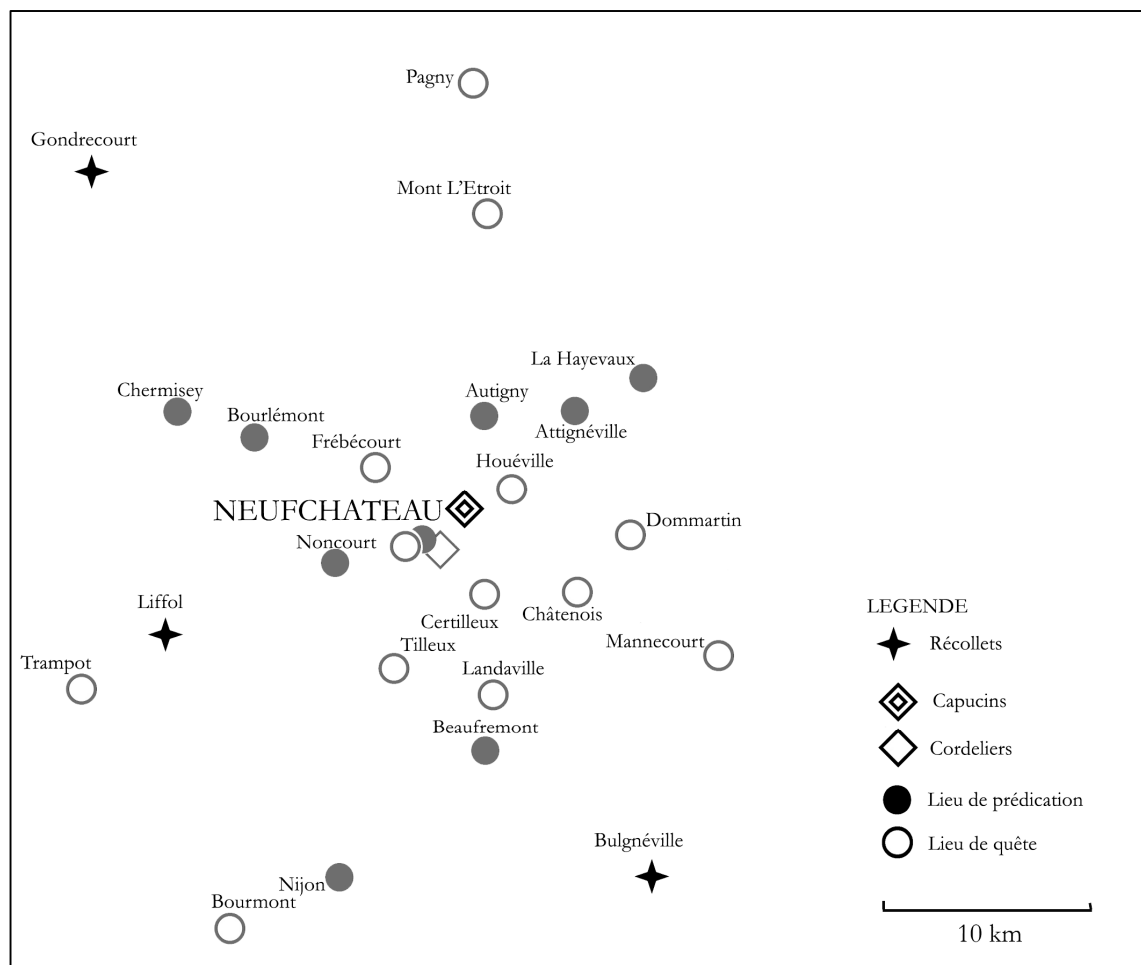 Pagny
Gondrecourt
Mont L'Etroit
La Hayevaux
Chermisey
Autigny
Bourlémont
Attignéville
Frébécourt
Houéville
NEUFCHATEAU
Dommartin
Noncourt
Liffol
Châtenois
Certilleux
Tilleux
Mannecourt
Trampot
Landaville
Beaufremont
Bulgnéville
Nijon
Bourmont
LEGENDE
Récollets
Capucins
Cordeliers
Lieu de prédication
Lieu de quête
10 km